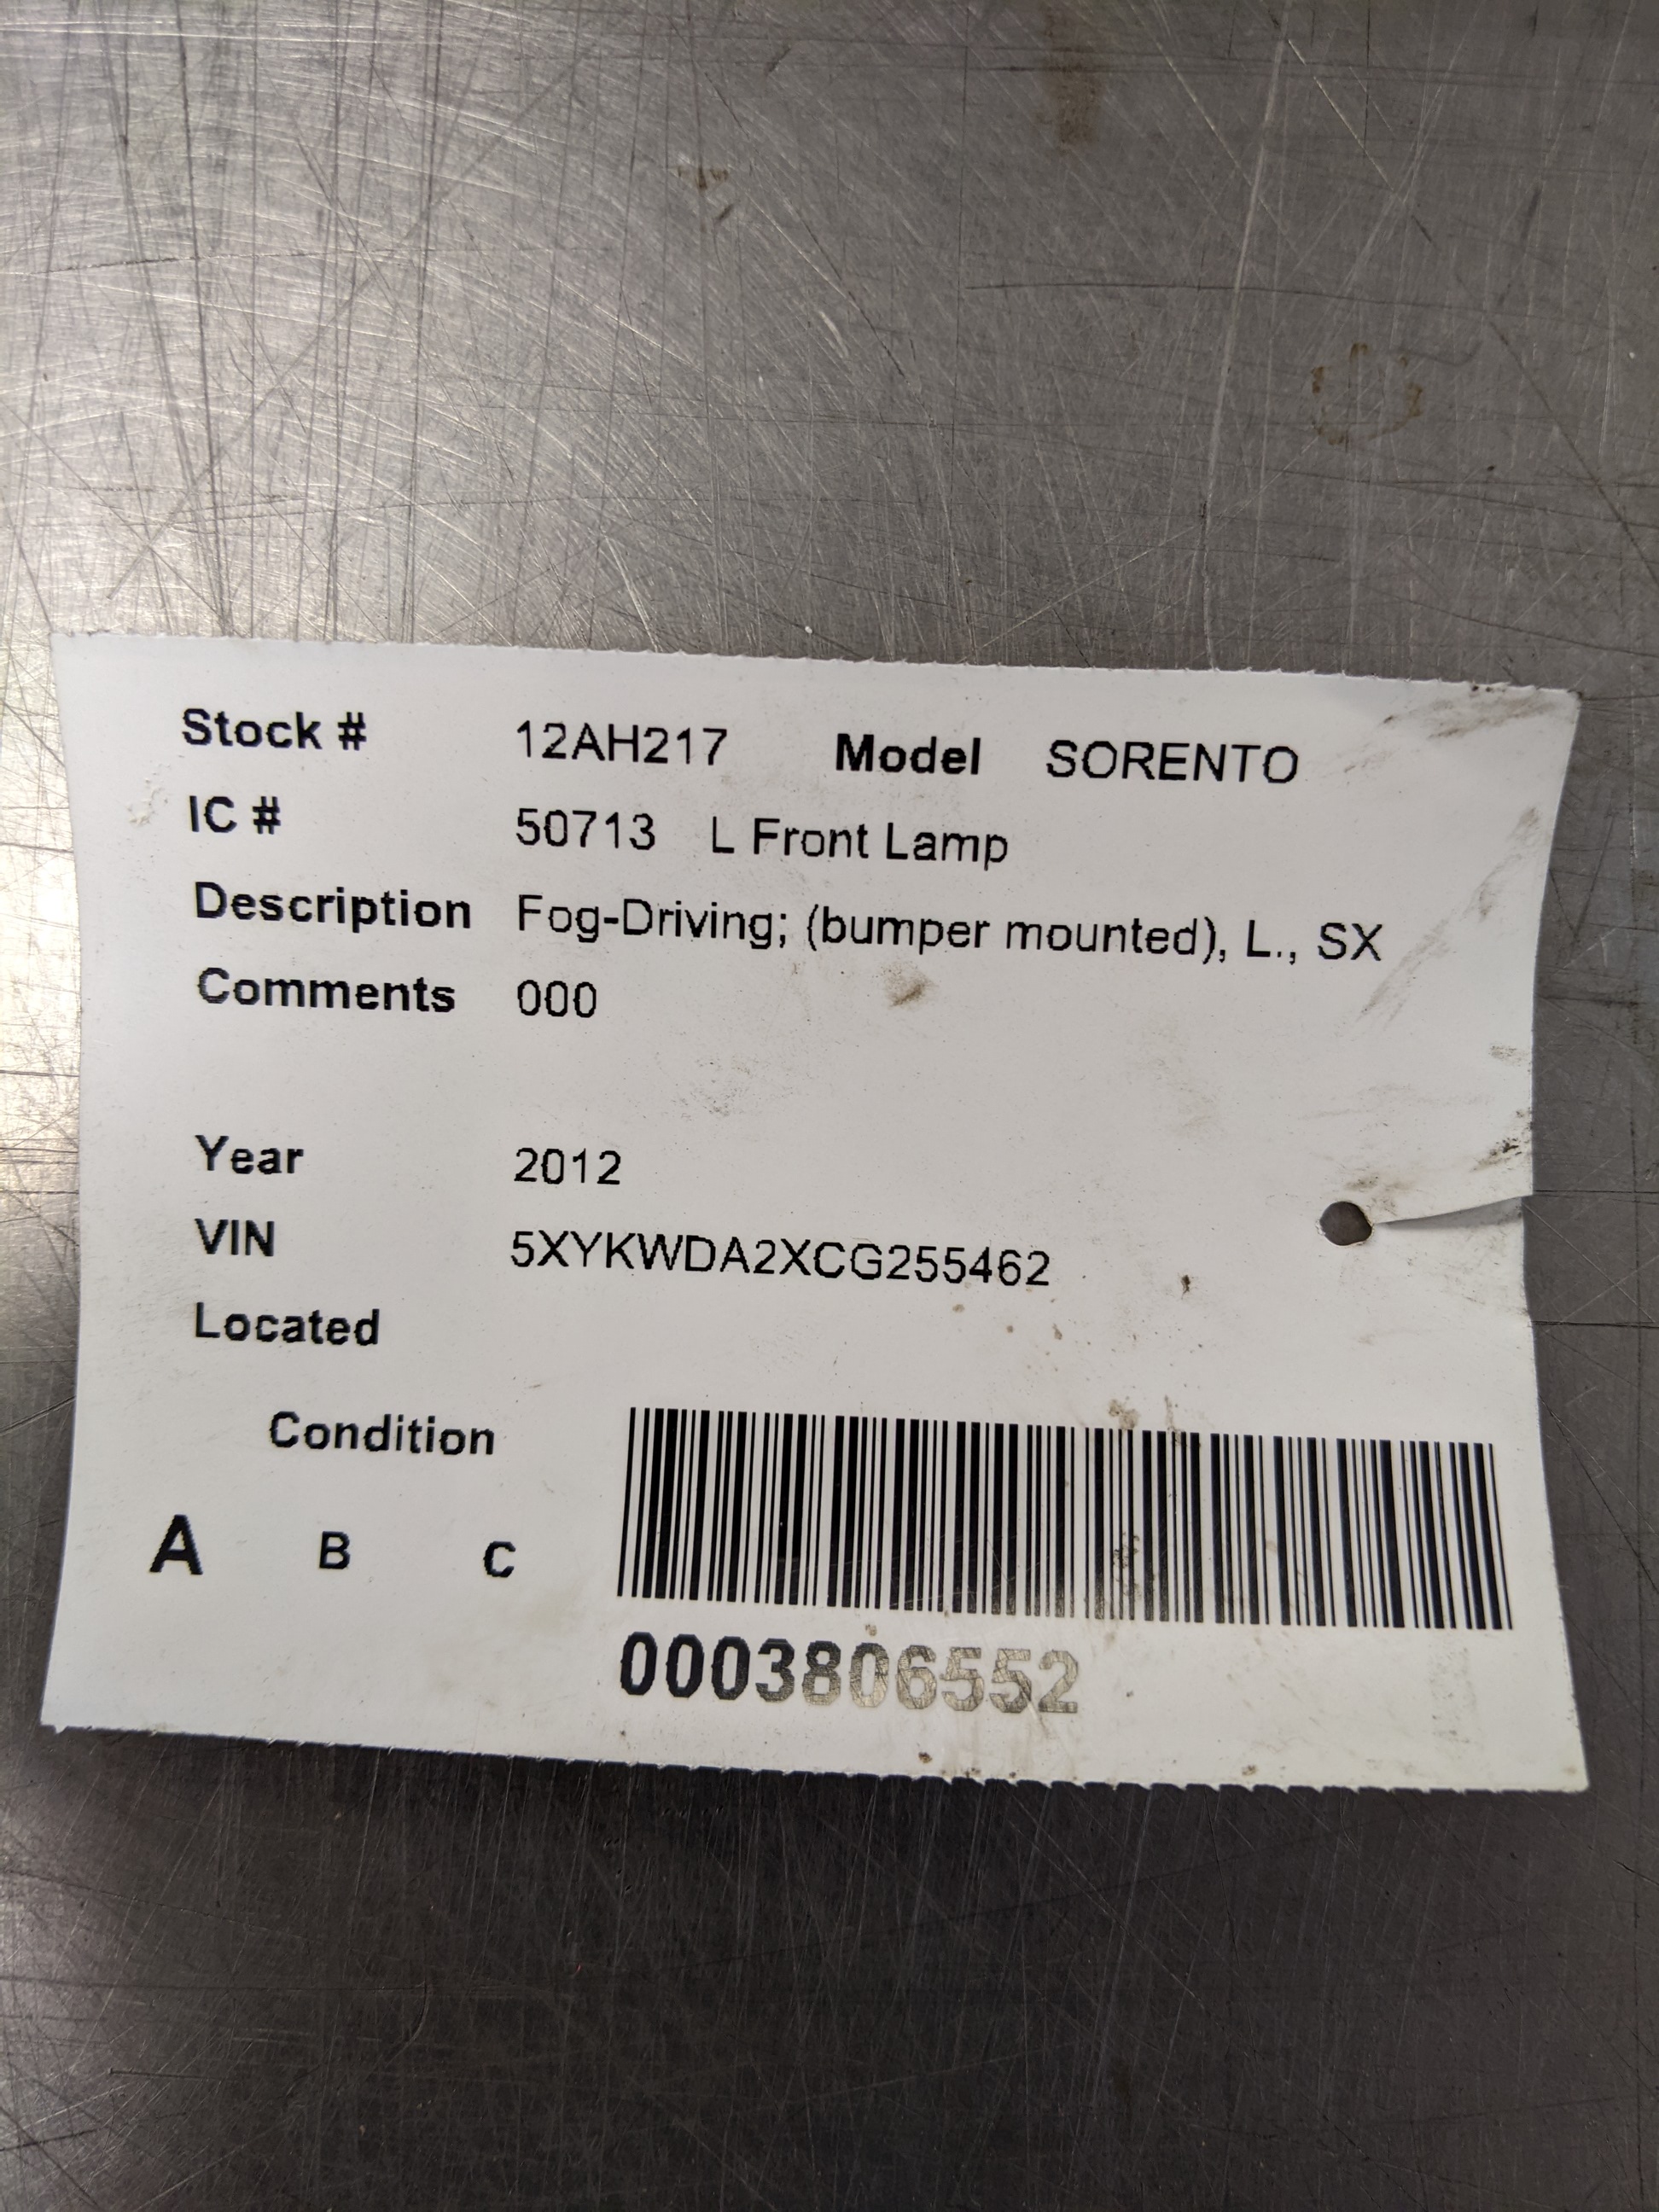 Stock # 12AH217 Model SORENTO
IC # 50713 L Front Lamp
Description Fog-Driving; (bumper mounted), L., SX
Comments 000
Year 2012
VIN 5XYKWDA2XCG255462
Located
Condition
A B C
0003806552